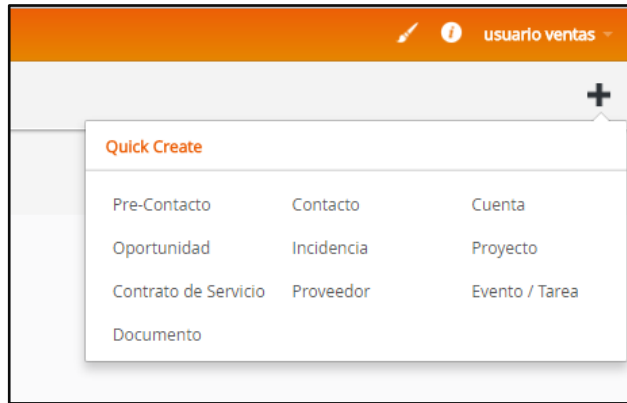 usuario ventas
Quick Create
Pre-Contacto Contacto Cuenta
Oportunidad Incidencia Proyecto
Contrato de Servicio Proveedor Evento / Tarea
Documento